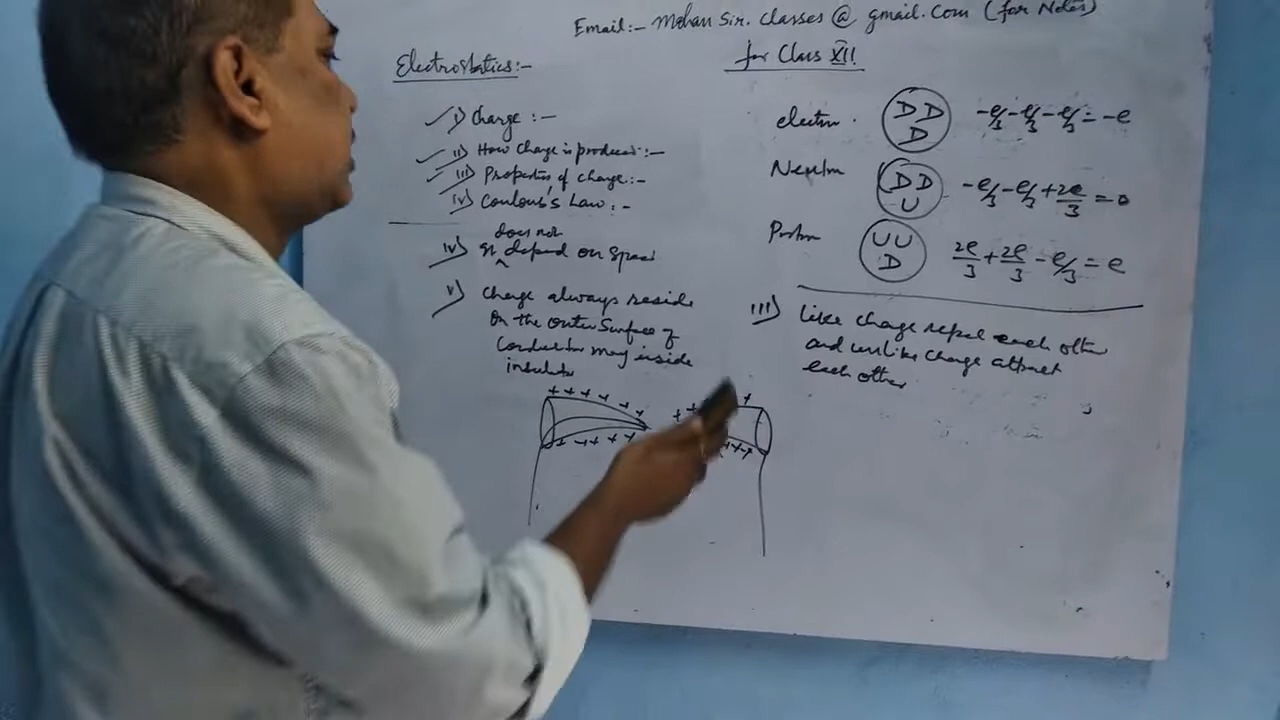 Email:- Mohan Sir. Classes @ gmail.com (for Notes)
for Class XII
Electrostatics:-
i) Charge :-
ii) How Charge is produced :-
iii) Properties of charge :-
iv) Coulomb's Law :-
does not
iv) It ^ depend on Speed
v) Charge always reside
on the outer Surface of
Conductor may inside
insulator
+ + + + + +
electron. D D D -e/3-e/3-e/3=-e
Neutron D D U -e/3-e/3+2e/3=0
Proton U U D 2e/3+2e/3-e/3=e
III) Like charge repel each other
and unlike charge attract
each other